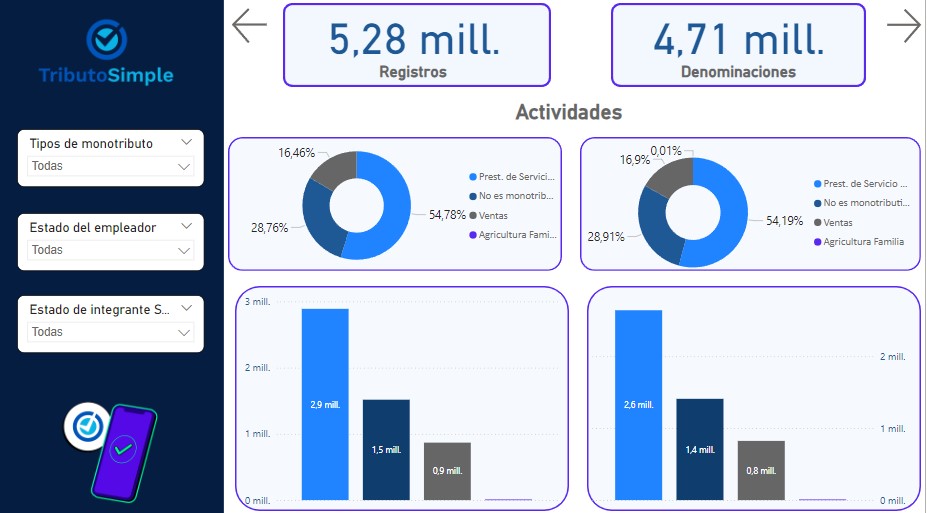 TributoSimple
Tipos de monotributo
Todas
Estado del empleador
Todas
Estado de integrante S...
Todas
5,28 mill.
Registros
4,71 mill.
Denominaciones
Actividades
16,46%
28,76%
54,78%
Prest. de Servici...
No es monotrib...
Ventas
Agricultura Fami...
0,01%
16,9%
28,91%
54,19%
Prest. de Servicio ...
No es monotributi...
Ventas
Agricultura Familia
3 mill.
2 mill.
1 mill.
0 mill.
2,9 mill.
1,5 mill.
0,9 mill.
2,6 mill.
1,4 mill.
0,8 mill.
2 mill.
1 mill.
0 mill.